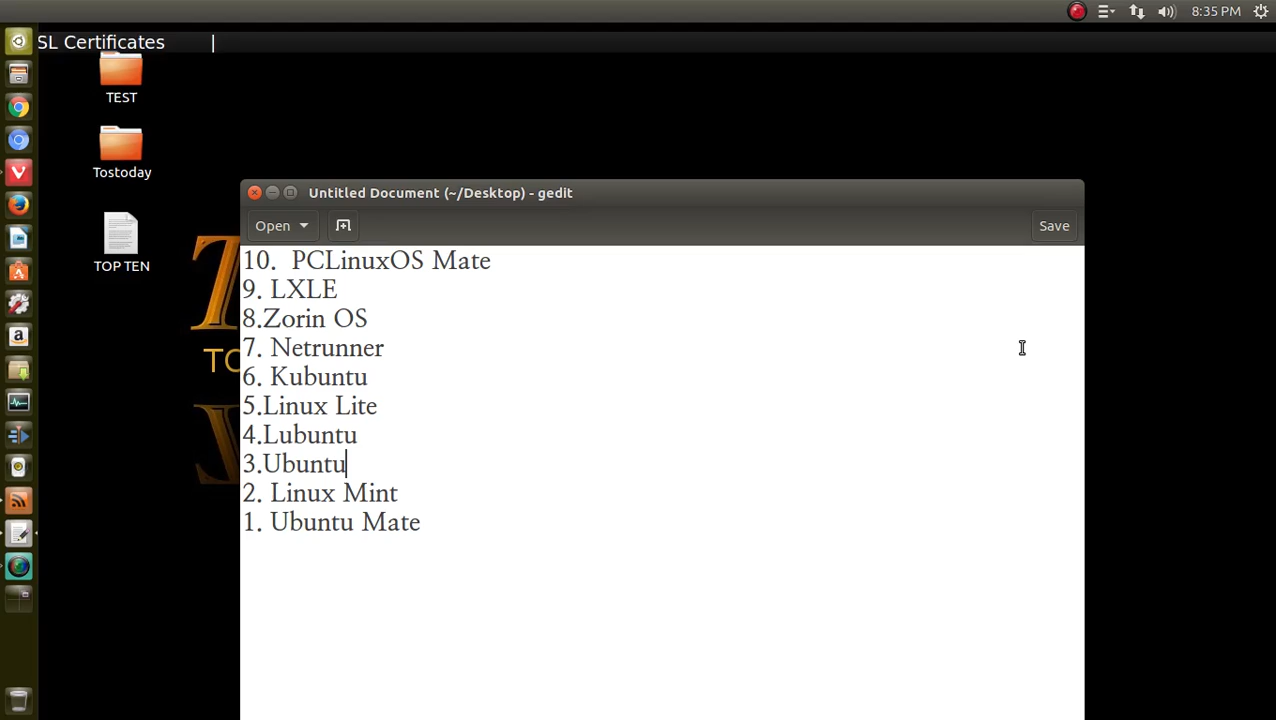 8:35 PM
SL Certificates |
TEST
Tostoday
TOP TEN
Untitled Document (~/Desktop) - gedit
Open
Save
10.  PCLinuxOS Mate
9. LXLE
8.Zorin OS
7. Netrunner
6. Kubuntu
5.Linux Lite
4.Lubuntu
3.Ubuntu
2. Linux Mint
1. Ubuntu Mate
T
TO